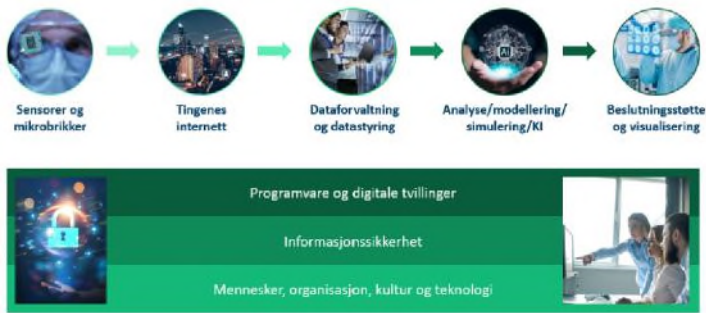 Sensorer og
mikrobrikker
Tingenes
internett
Dataforvaltning
og datastyring
AI
Analyse/modellering/
simulering/KI
Beslutningsstøtte
og visualisering
Programvare og digitale tvillinger
Informasjonssikkerhet
Mennesker, organisasjon, kultur og teknologi